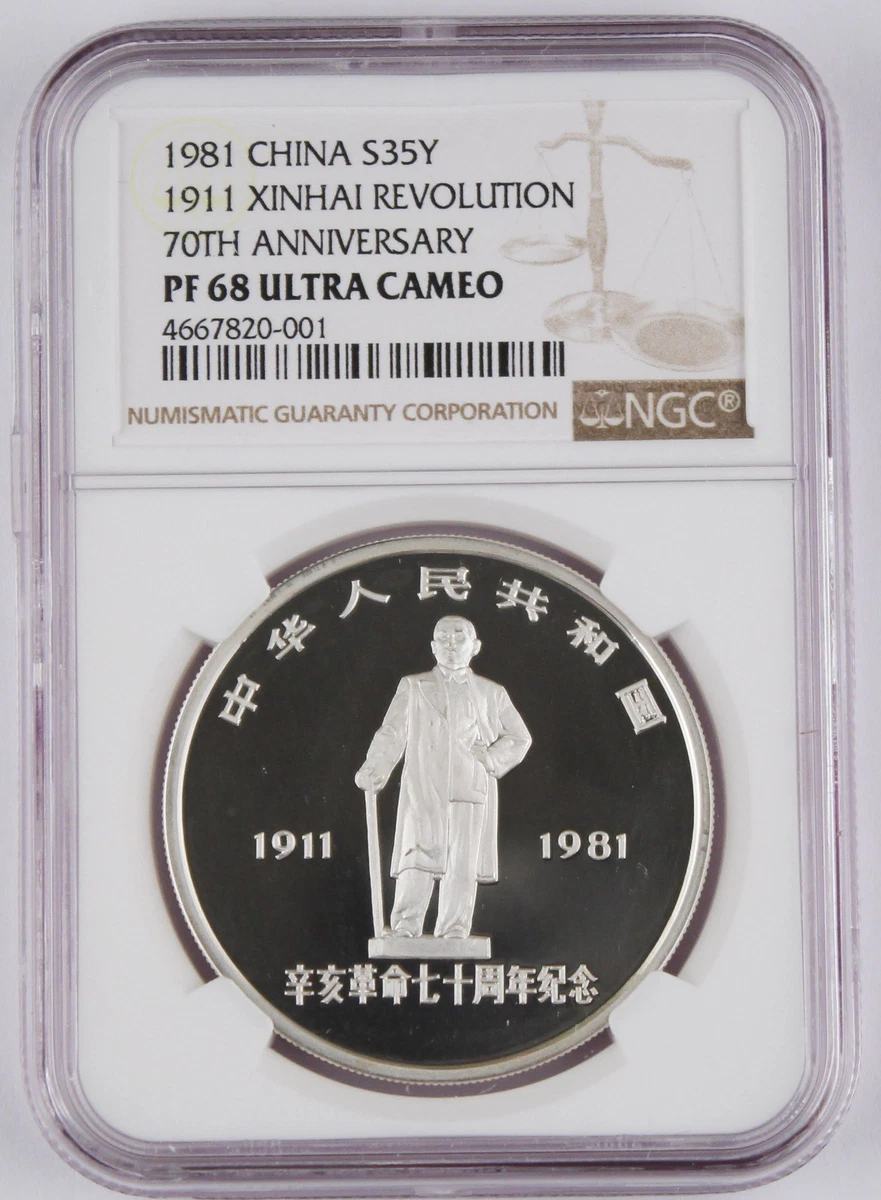 1981 CHINA S35Y
1911 XINHAI REVOLUTION
70TH ANNIVERSARY
PF 68 ULTRA CAMEO
4667820-001
NUMISMATIC GUARANTY CORPORATION
NGC®
中华人民共和国
1911 1981
辛亥革命七十周年纪念